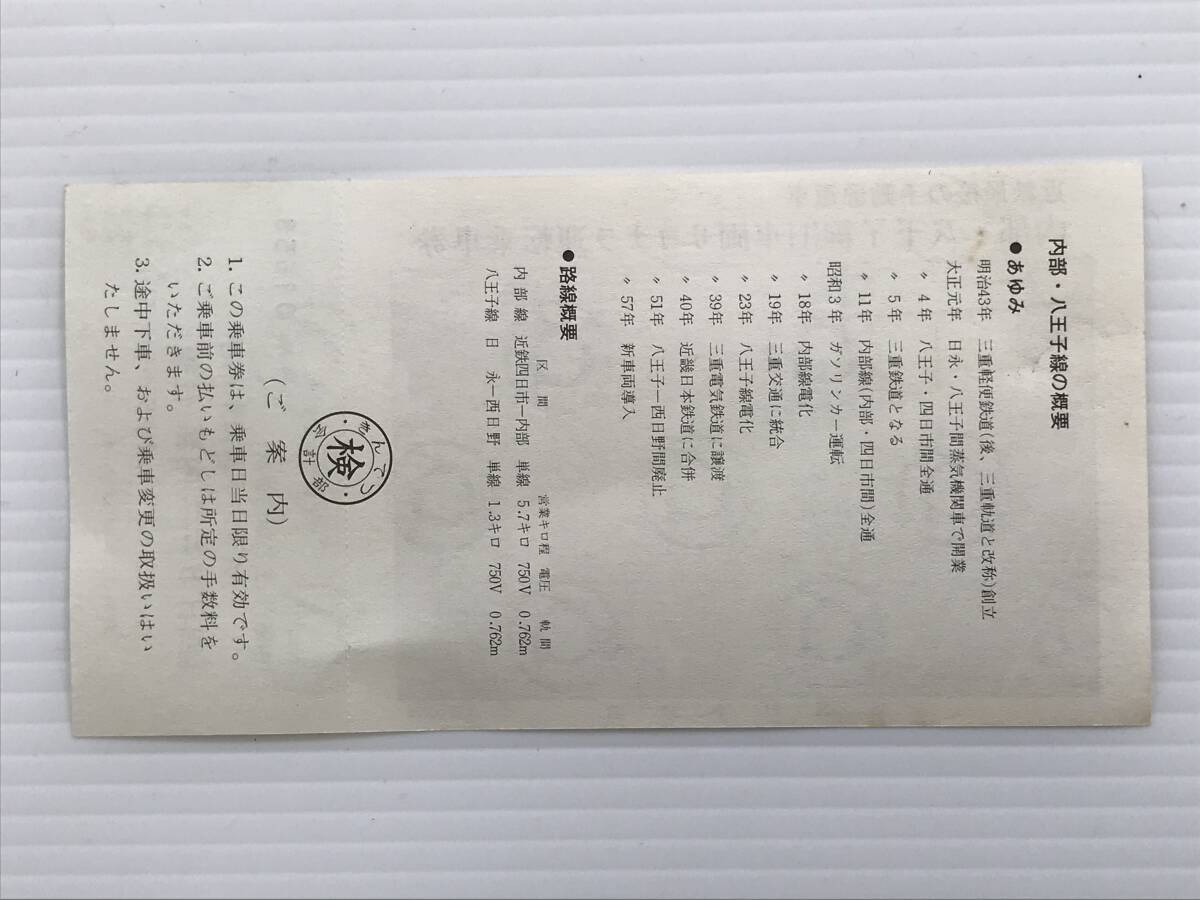 内部・八王子線の概要
●あゆみ
明治43年 三重軽便鉄道(後、三重軌道と改称)創立
大正元年 日永・八王子間蒸気機関車で開業
〃 4年 八王子・四日市間全通
〃 5年 三重鉄道となる
〃 11年 内部線(内部・四日市間)全通
昭和3年 ガソリンカー運転
〃 18年 内部線電化
〃 19年 三重交通に統合
〃 23年 八王子線電化
〃 39年 三重電気鉄道に譲渡
〃 40年 近畿日本鉄道に合併
〃 51年 八王子―西日野間廃止
〃 57年 新車両導入
●路線概要
区間 営業キロ程 電圧 軌間
内部線 近鉄四日市―内部 単線 5.7キロ 750V 0.762m
八王子線 日永―西日野 単線 1.3キロ 750V 0.762m
きんてつ
検
(ご案内)
1. この乗車券は、乗車日当日限り有効です。
2. ご乗車前の払いもどしは所定の手数料を
いただきます。
3. 途中下車、および乗車変更の取扱いはい
たしません。